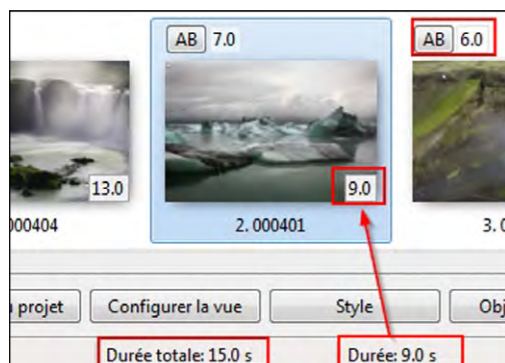 AB 7.0 AB 6.0
13.0 9.0
000404 2. 000401 3.
projet Configurer la vue Style Obj
Durée totale: 15.0 s Durée: 9.0 s